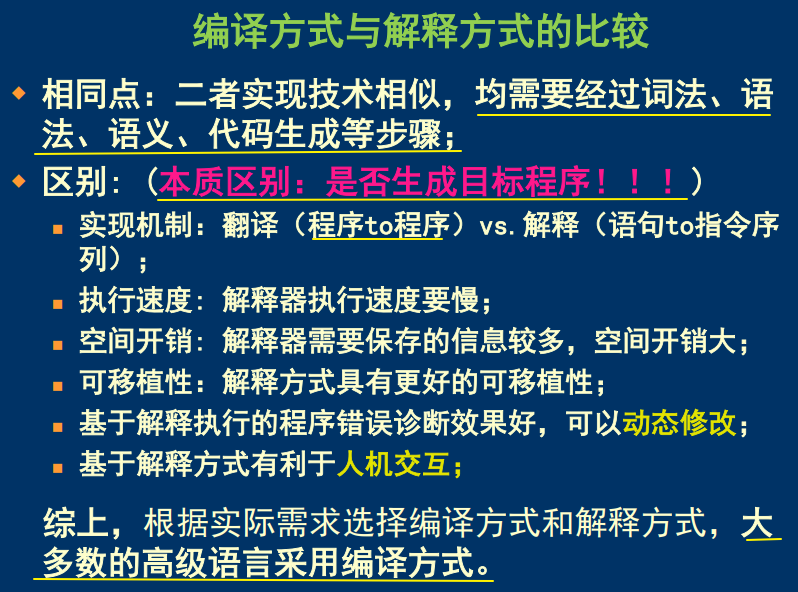 编译方式与解释方式的比较
相同点：二者实现技术相似，均需要经过词法、语
法、语义、代码生成等步骤；
区别:（本质区别：是否生成目标程序！！！）
实现机制：翻译（程序to程序）vs.解释（语句to指令序
列）；
执行速度: 解释器执行速度要慢；
空间开销: 解释器需要保存的信息较多，空间开销大；
可移植性：解释方式具有更好的可移植性；
基于解释执行的程序错误诊断效果好，可以动态修改；
基于解释方式有利于人机交互；
综上，根据实际需求选择编译方式和解释方式，大
多数的高级语言采用编译方式。